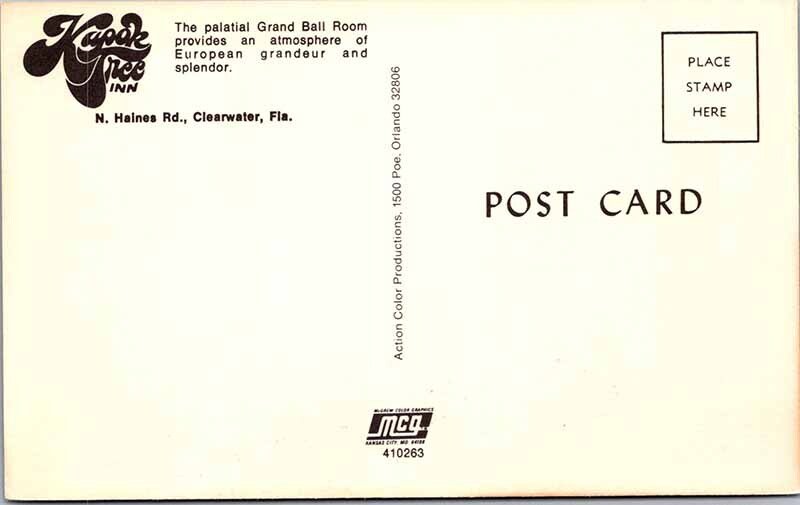 Kapok
Tree
INN
The palatial Grand Ball Room
provides an atmosphere of
European grandeur and
splendor.
N. Haines Rd., Clearwater, Fla.
Action Color Productions, 1500 Poe, Orlando 32806
PLACE
STAMP
HERE
POST CARD
McGREW COLOR GRAPHICS
mcg
KANSAS CITY, MO. 64108
410263